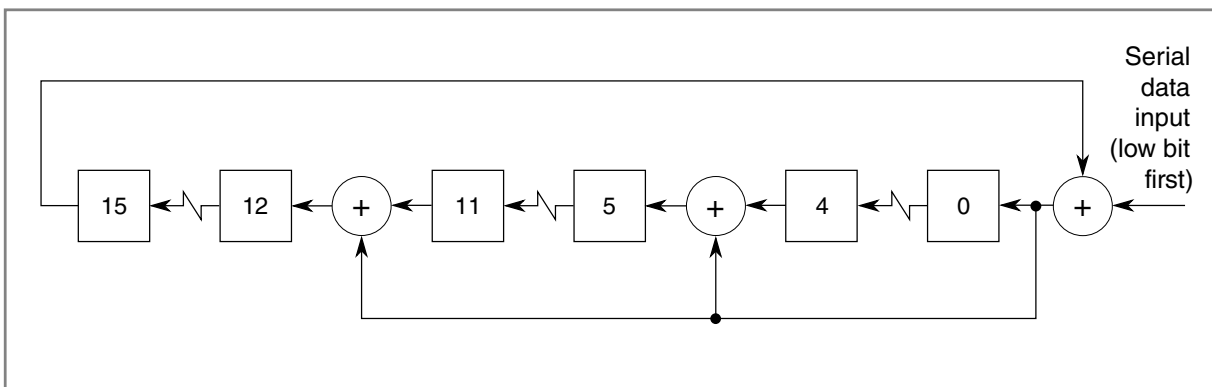 Serial
data
input
(low bit
first)
15 12 + 11 5 + 4 0 +